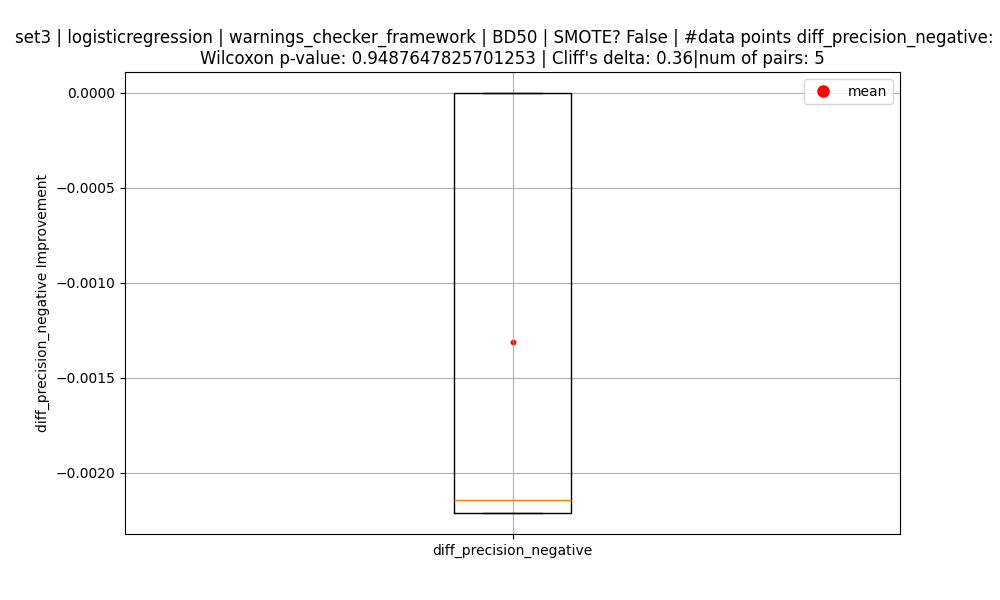 set3 | logisticregression | warnings_checker_framework | BD50 | SMOTE? False | #data points diff_precision_negative:
Wilcoxon p-value: 0.9487647825701253 | Cliff's delta: 0.36|num of pairs: 5
mean
0.0000
−0.0005
−0.0010
−0.0015
−0.0020
diff_precision_negative Improvement
diff_precision_negative